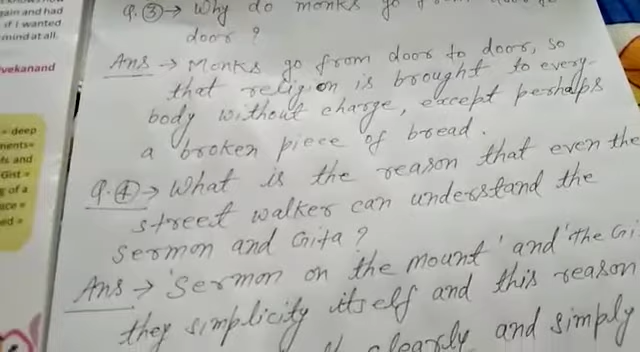 gain and had
if I wanted
mind at all.
vekanand
= deep
ments=
fs and
Gist =
g of a
ace =
ed =
Q.③→ Why do monks go from door to
door ?
Ans → Monks go from door to door, so
that religion is brought to every-
body without charge, except perhaps
a broken piece of bread.
Q.④→ What is the reason that even the
street walker can understand the
sermon and Gita ?
Ans → 'Sermon on the mount' and 'The Gi
they simplicity itself and this reason
clearly and simply